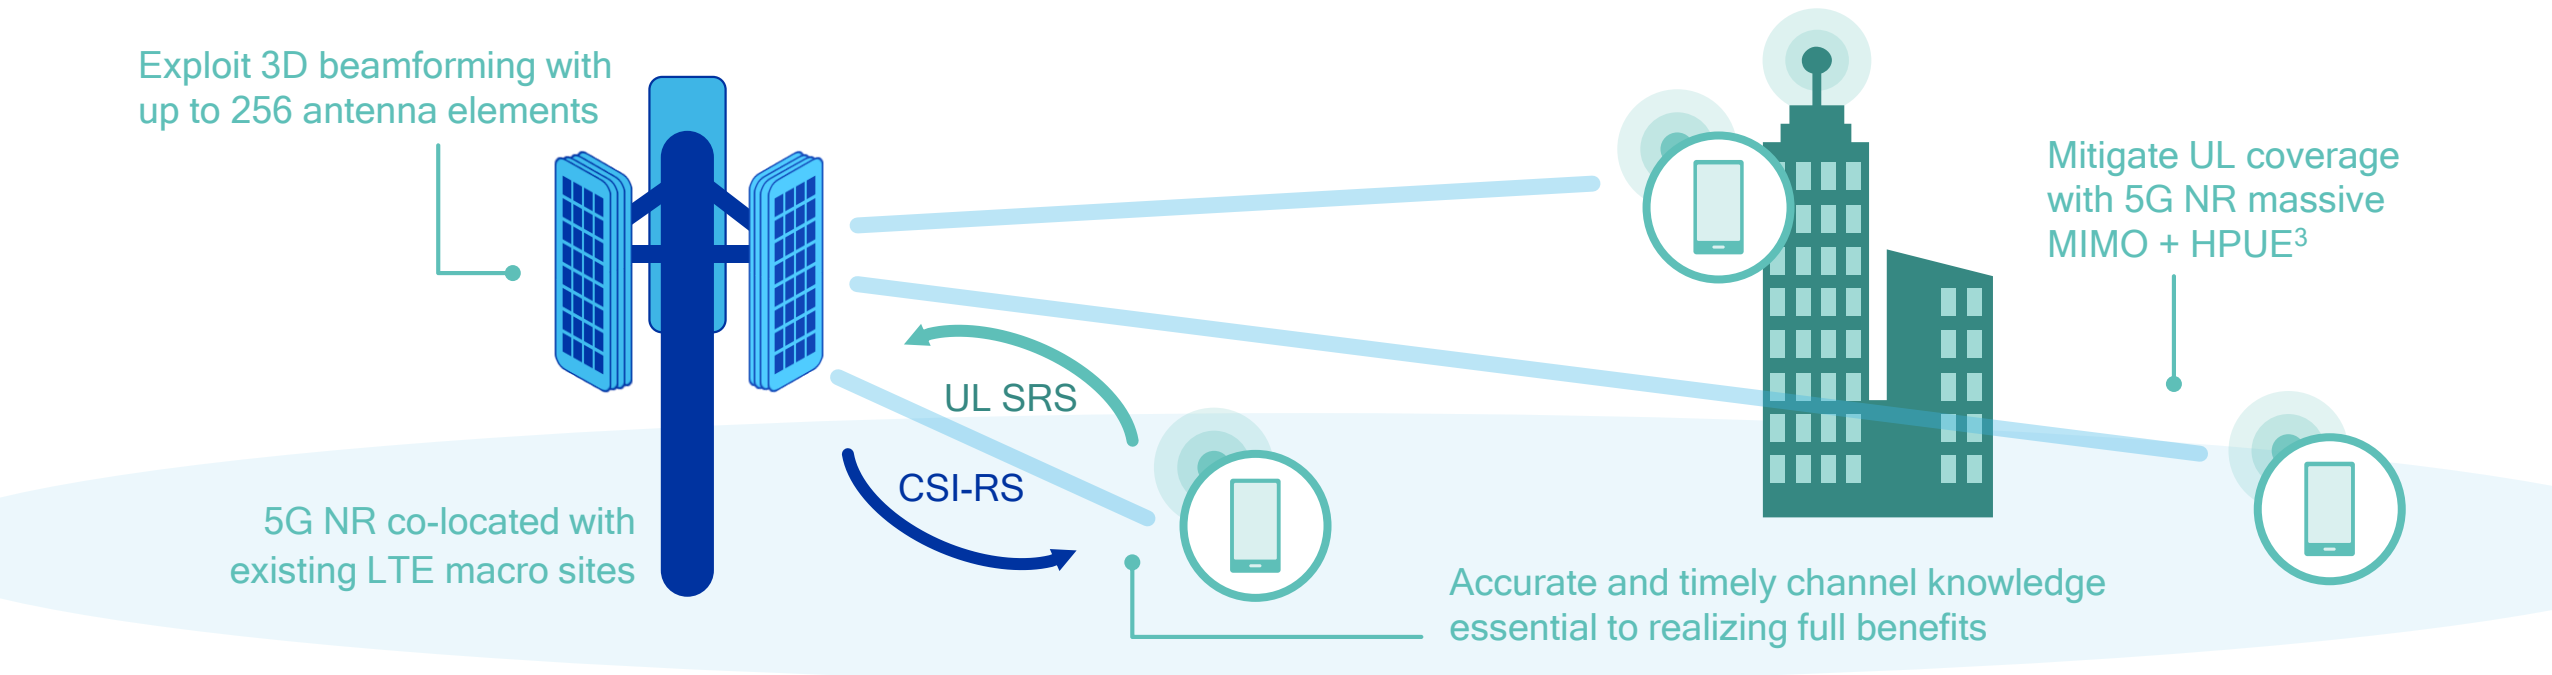 Exploit 3D beamforming with
up to 256 antenna elements
Mitigate UL coverage
with 5G NR massive
MIMO + HPUE³
UL SRS
CSI-RS
5G NR co-located with
existing LTE macro sites
Accurate and timely channel knowledge
essential to realizing full benefits